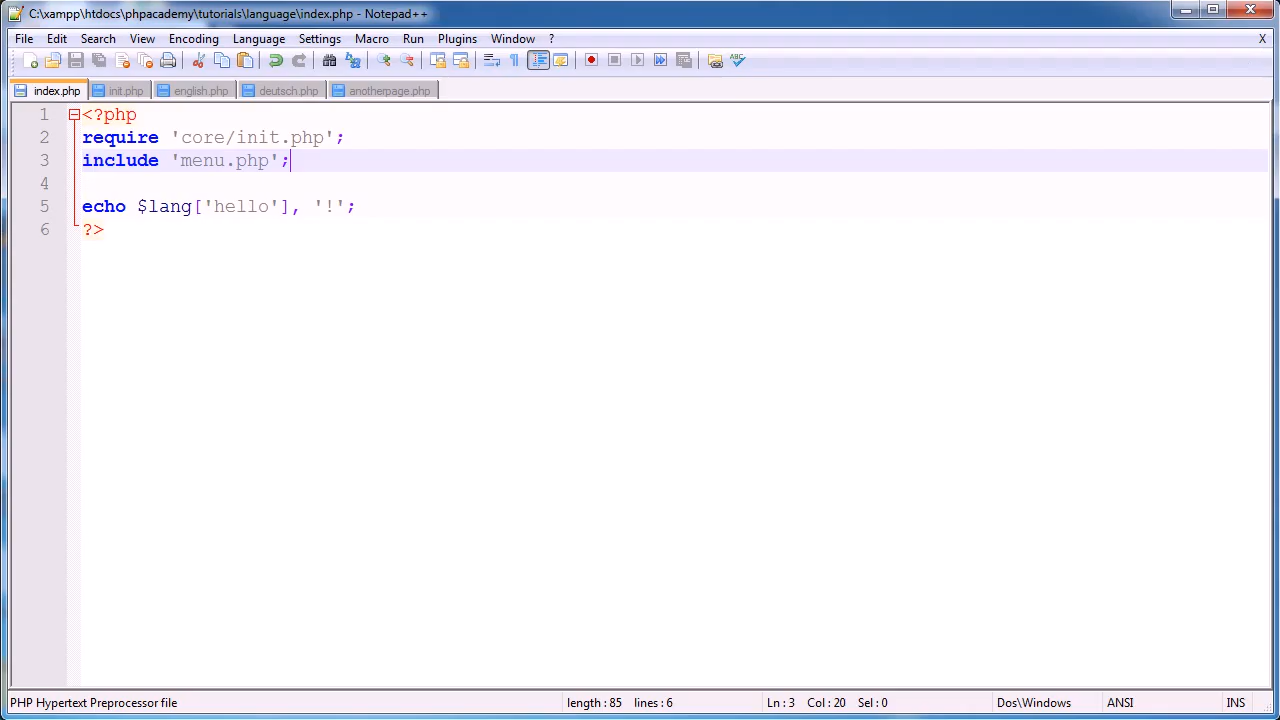 C:\xampp\htdocs\phpacademy\tutorials\language\index.php - Notepad++
File Edit Search View Encoding Language Settings Macro Run Plugins Window ? X
index.php init.php english.php deutsch.php anotherpage.php
1 <?php
2 require 'core/init.php';
3 include 'menu.php';
4
5 echo $lang['hello'], '!';
6 ?>
PHP Hypertext Preprocessor file length : 85 lines : 6 Ln : 3 Col : 20 Sel : 0 Dos\Windows ANSI INS